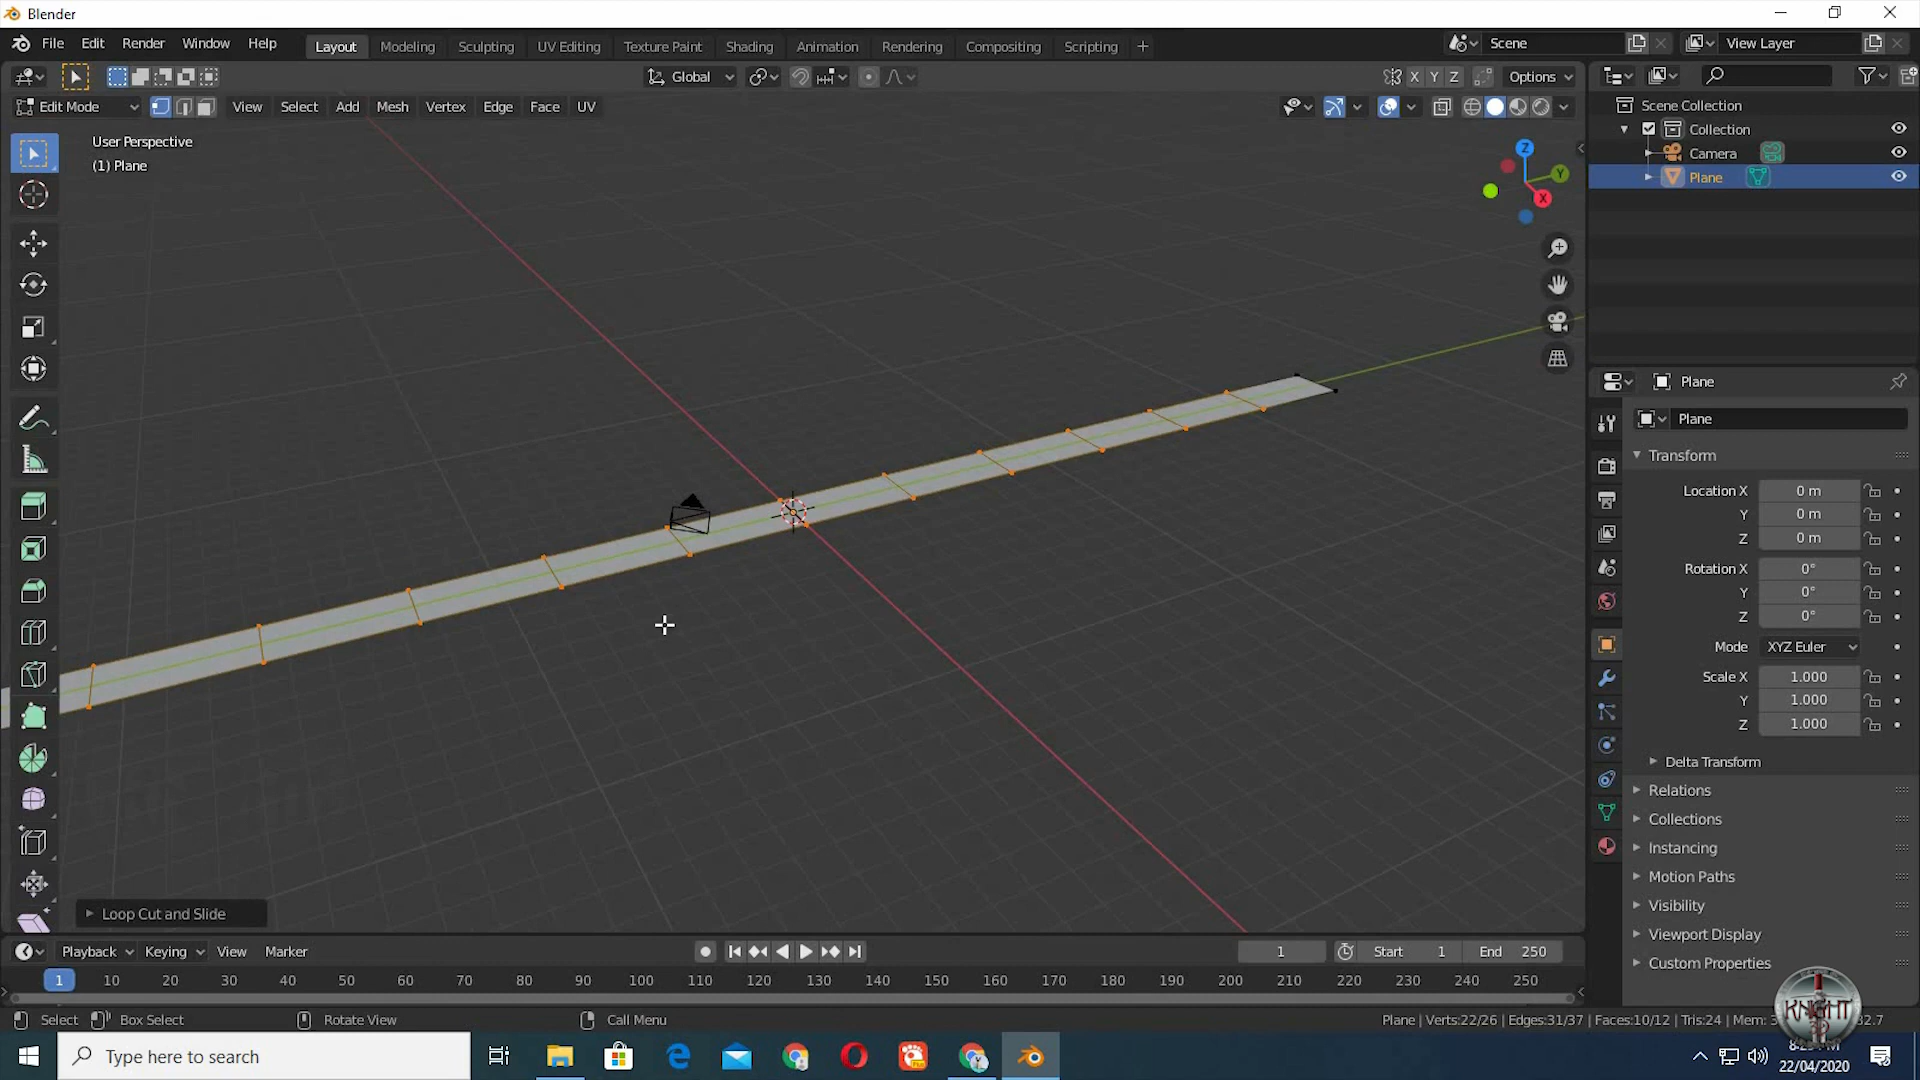 Blender
File Edit Render Window Help Layout Modeling Sculpting UV Editing Texture Paint Shading Animation Rendering Compositing Scripting + Scene View Layer
Global X Y Z Options
Edit Mode View Select Add Mesh Vertex Edge Face UV
User Perspective
(1) Plane
Z
Y
X
Scene Collection
Collection
Camera
Plane
Plane
Plane
Transform
Location X 0 m
Y 0 m
Z 0 m
Rotation X 0°
Y 0°
Z 0°
Mode XYZ Euler
Scale X 1.000
Y 1.000
Z 1.000
Delta Transform
Relations
Collections
Instancing
Motion Paths
Visibility
Viewport Display
Custom Properties
Loop Cut and Slide
Playback Keying View Marker 1 Start 1 End 250
1 10 20 30 40 50 60 70 80 90 100 110 120 130 140 150 160 170 180 190 200 210 220 230 240 250
Select Box Select Rotate View Call Menu Plane | Verts:22/26 | Edges:31/37 | Faces:10/12 | Tris:24 | Mem:
KNIGHT
Type here to search
22/04/2020